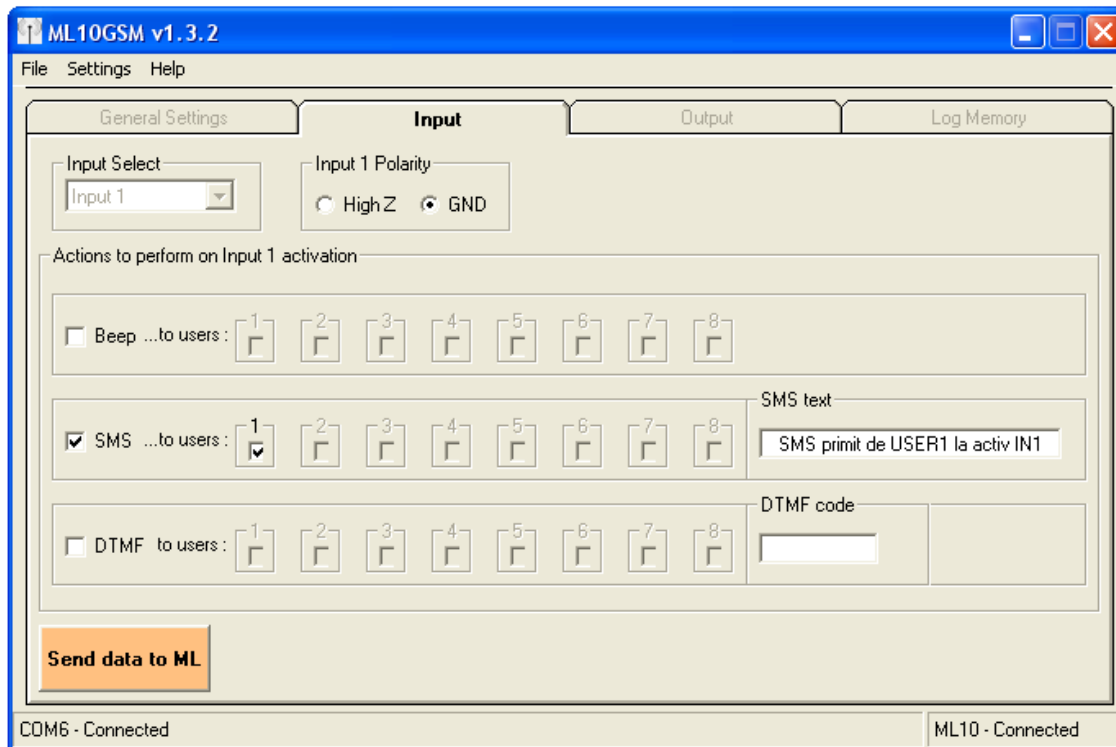 ML10GSM v1.3.2
File Settings Help
General Settings Input Output Log Memory
Input Select
Input 1
Input 1 Polarity
High Z GND
Actions to perform on Input 1 activation
Beep ...to users : 1 2 3 4 5 6 7 8
SMS ...to users : 1 2 3 4 5 6 7 8
SMS text
SMS primit de USER1 la activ IN1
DTMF to users : 1 2 3 4 5 6 7 8
DTMF code
Send data to ML
COM6 - Connected ML10 - Connected